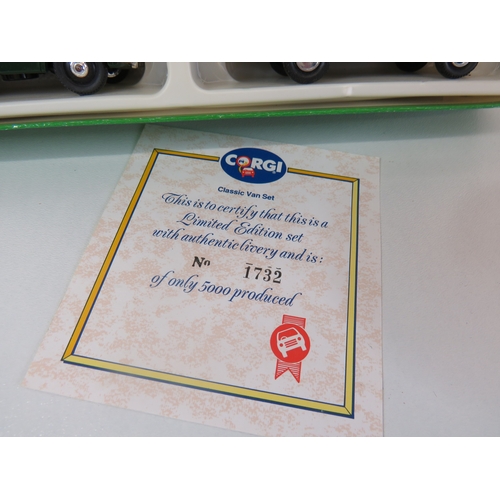 CORGI
Classic Van Set
This is to certify that this is a
Limited Edition set
with authentic livery and is:
No 1732
of only 5000 produced